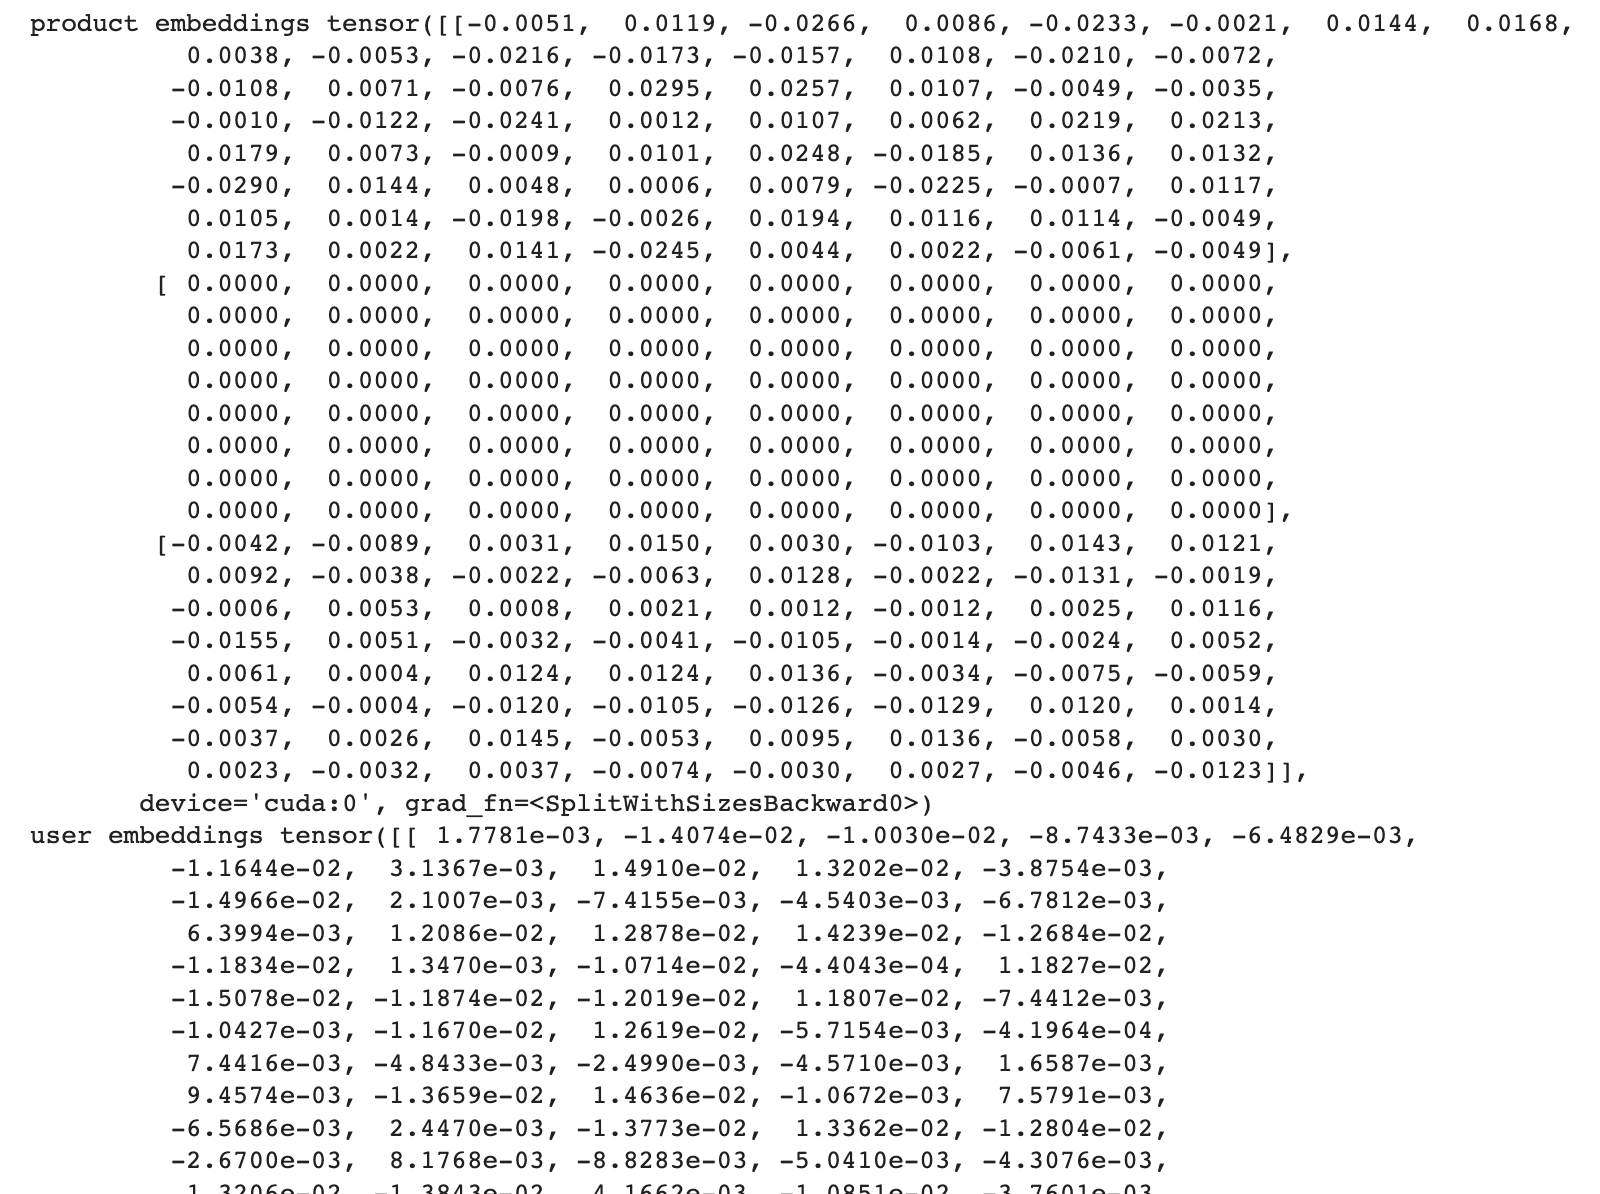 product embeddings tensor([[-0.0051,  0.0119, -0.0266,  0.0086, -0.0233, -0.0021,  0.0144,  0.0168,
0.0038, -0.0053, -0.0216, -0.0173, -0.0157,  0.0108, -0.0210, -0.0072,
-0.0108,  0.0071, -0.0076,  0.0295,  0.0257,  0.0107, -0.0049, -0.0035,
-0.0010, -0.0122, -0.0241,  0.0012,  0.0107,  0.0062,  0.0219,  0.0213,
0.0179,  0.0073, -0.0009,  0.0101,  0.0248, -0.0185,  0.0136,  0.0132,
-0.0290,  0.0144,  0.0048,  0.0006,  0.0079, -0.0225, -0.0007,  0.0117,
0.0105,  0.0014, -0.0198, -0.0026,  0.0194,  0.0116,  0.0114, -0.0049,
0.0173,  0.0022,  0.0141, -0.0245,  0.0044,  0.0022, -0.0061, -0.0049],
[ 0.0000,  0.0000,  0.0000,  0.0000,  0.0000,  0.0000,  0.0000,  0.0000,
0.0000,  0.0000,  0.0000,  0.0000,  0.0000,  0.0000,  0.0000,  0.0000,
0.0000,  0.0000,  0.0000,  0.0000,  0.0000,  0.0000,  0.0000,  0.0000,
0.0000,  0.0000,  0.0000,  0.0000,  0.0000,  0.0000,  0.0000,  0.0000,
0.0000,  0.0000,  0.0000,  0.0000,  0.0000,  0.0000,  0.0000,  0.0000,
0.0000,  0.0000,  0.0000,  0.0000,  0.0000,  0.0000,  0.0000,  0.0000,
0.0000,  0.0000,  0.0000,  0.0000,  0.0000,  0.0000,  0.0000,  0.0000,
0.0000,  0.0000,  0.0000,  0.0000,  0.0000,  0.0000,  0.0000,  0.0000],
[-0.0042, -0.0089,  0.0031,  0.0150,  0.0030, -0.0103,  0.0143,  0.0121,
0.0092, -0.0038, -0.0022, -0.0063,  0.0128, -0.0022, -0.0131, -0.0019,
-0.0006,  0.0053,  0.0008,  0.0021,  0.0012, -0.0012,  0.0025,  0.0116,
-0.0155,  0.0051, -0.0032, -0.0041, -0.0105, -0.0014, -0.0024,  0.0052,
0.0061,  0.0004,  0.0124,  0.0124,  0.0136, -0.0034, -0.0075, -0.0059,
-0.0054, -0.0004, -0.0120, -0.0105, -0.0126, -0.0129,  0.0120,  0.0014,
-0.0037,  0.0026,  0.0145, -0.0053,  0.0095,  0.0136, -0.0058,  0.0030,
0.0023, -0.0032,  0.0037, -0.0074, -0.0030,  0.0027, -0.0046, -0.0123]],
device='cuda:0', grad_fn=<SplitWithSizesBackward0>)
user embeddings tensor([[ 1.7781e-03, -1.4074e-02, -1.0030e-02, -8.7433e-03, -6.4829e-03,
-1.1644e-02,  3.1367e-03,  1.4910e-02,  1.3202e-02, -3.8754e-03,
-1.4966e-02,  2.1007e-03, -7.4155e-03, -4.5403e-03, -6.7812e-03,
6.3994e-03,  1.2086e-02,  1.2878e-02,  1.4239e-02, -1.2684e-02,
-1.1834e-02,  1.3470e-03, -1.0714e-02, -4.4043e-04,  1.1827e-02,
-1.5078e-02, -1.1874e-02, -1.2019e-02,  1.1807e-02, -7.4412e-03,
-1.0427e-03, -1.1670e-02,  1.2619e-02, -5.7154e-03, -4.1964e-04,
7.4416e-03, -4.8433e-03, -2.4990e-03, -4.5710e-03,  1.6587e-03,
9.4574e-03, -1.3659e-02,  1.4636e-02, -1.0672e-03,  7.5791e-03,
-6.5686e-03,  2.4470e-03, -1.3773e-02,  1.3362e-02, -1.2804e-02,
-2.6700e-03,  8.1768e-03, -8.8283e-03, -5.0410e-03, -4.3076e-03,